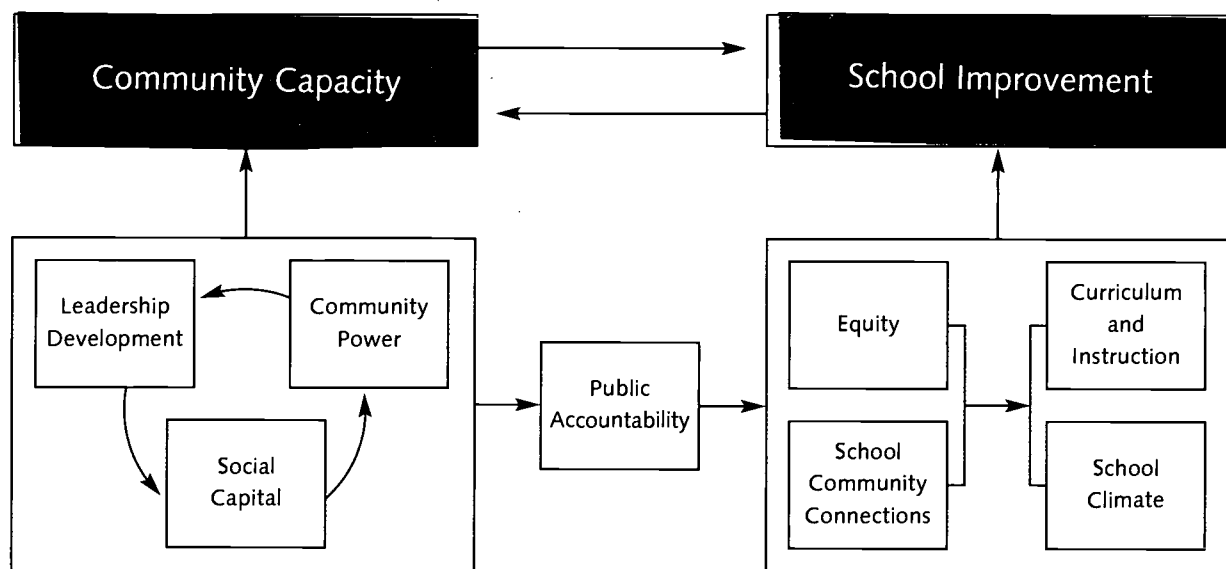 Community Capacity
School Improvement
Leadership
Development
Community
Power
Social
Capital
Public
Accountability
Equity
School
Community
Connections
Curriculum
and
Instruction
School
Climate